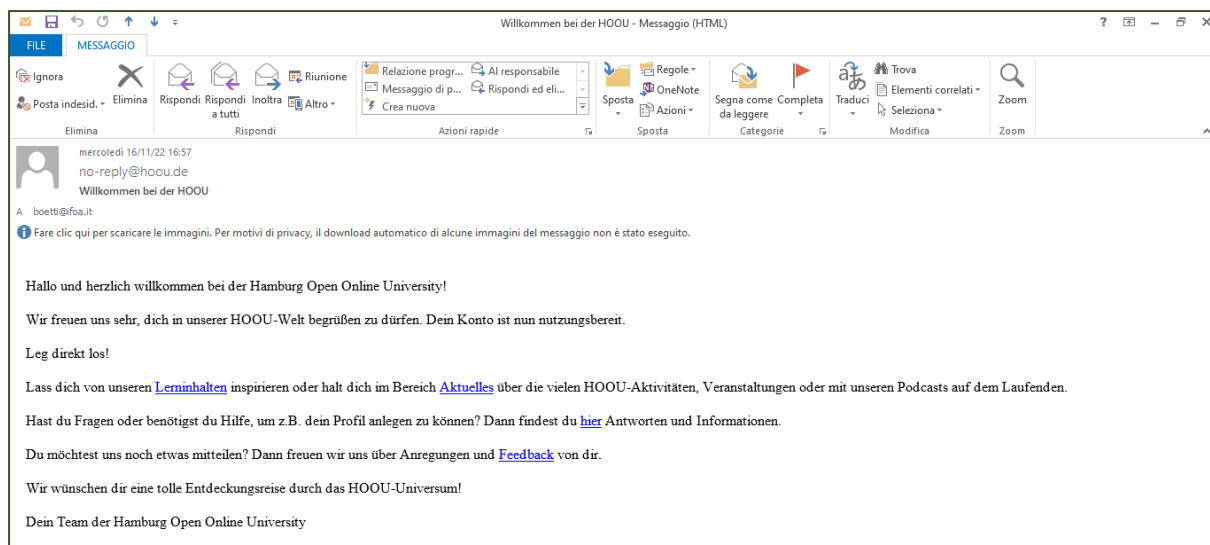 Willkommen bei der HOOU - Messaggio (HTML)
FILE MESSAGGIO
Ignora
Posta indesid.
Elimina
Rispondi
Rispondi a tutti
Inoltra
Riunione
Altro
Relazione progr...
Messaggio di p...
Crea nuova
Al responsabile
Rispondi ed eli...
Sposta
Regole
OneNote
Azioni
Segna come da leggere
Completa
Traduci
Trova
Elementi correlati
Seleziona
Zoom
Elimina Rispondi Azioni rapide Sposta Categorie Modifica Zoom
mercoledì 16/11/22 16:57
no-reply@hoou.de
Willkommen bei der HOOU
A boetti@ifoa.it
Fare clic qui per scaricare le immagini. Per motivi di privacy, il download automatico di alcune immagini del messaggio non è stato eseguito.
Hallo und herzlich willkommen bei der Hamburg Open Online University!
Wir freuen uns sehr, dich in unserer HOOU-Welt begrüßen zu dürfen. Dein Konto ist nun nutzungsbereit.
Leg direkt los!
Lass dich von unseren Lerninhalten inspirieren oder halt dich im Bereich Aktuelles über die vielen HOOU-Aktivitäten, Veranstaltungen oder mit unseren Podcasts auf dem Laufenden.
Hast du Fragen oder benötigst du Hilfe, um z.B. dein Profil anlegen zu können? Dann findest du hier Antworten und Informationen.
Du möchtest uns noch etwas mitteilen? Dann freuen wir uns über Anregungen und Feedback von dir.
Wir wünschen dir eine tolle Entdeckungsreise durch das HOOU-Universum!
Dein Team der Hamburg Open Online University